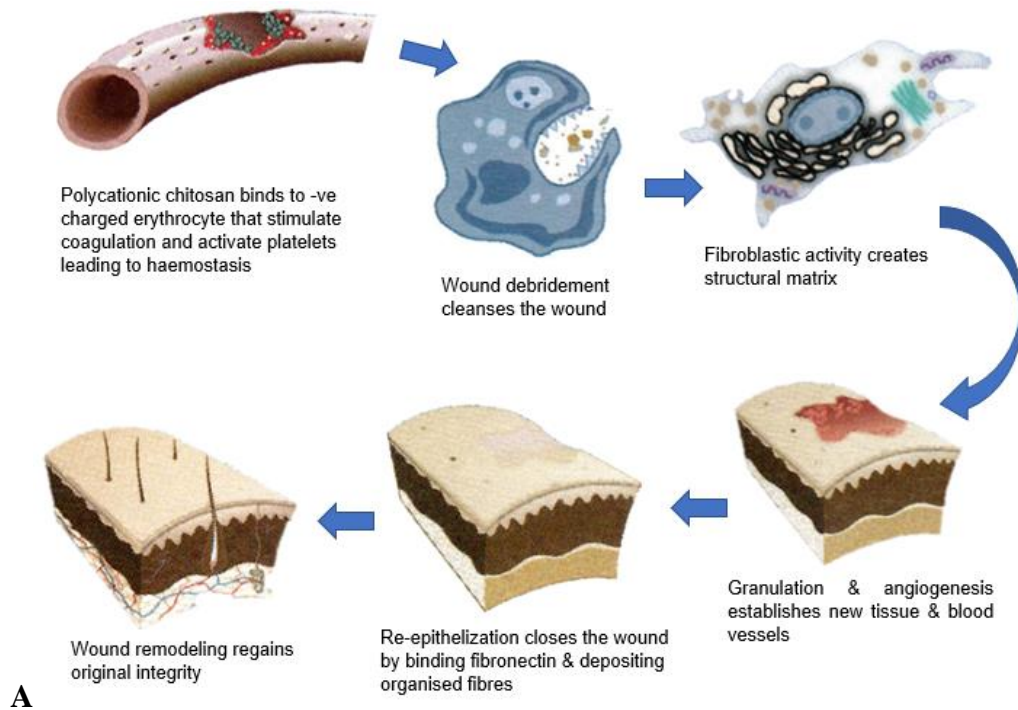 Polycationic chitosan binds to -ve
charged erythrocyte that stimulate
coagulation and activate platelets
leading to haemostasis
Wound debridement
cleanses the wound
Fibroblastic activity creates
structural matrix
Granulation & angiogenesis
establishes new tissue & blood
vessels
Re-epithelization closes the wound
by binding fibronectin & depositing
organised fibres
Wound remodeling regains
original integrity
A